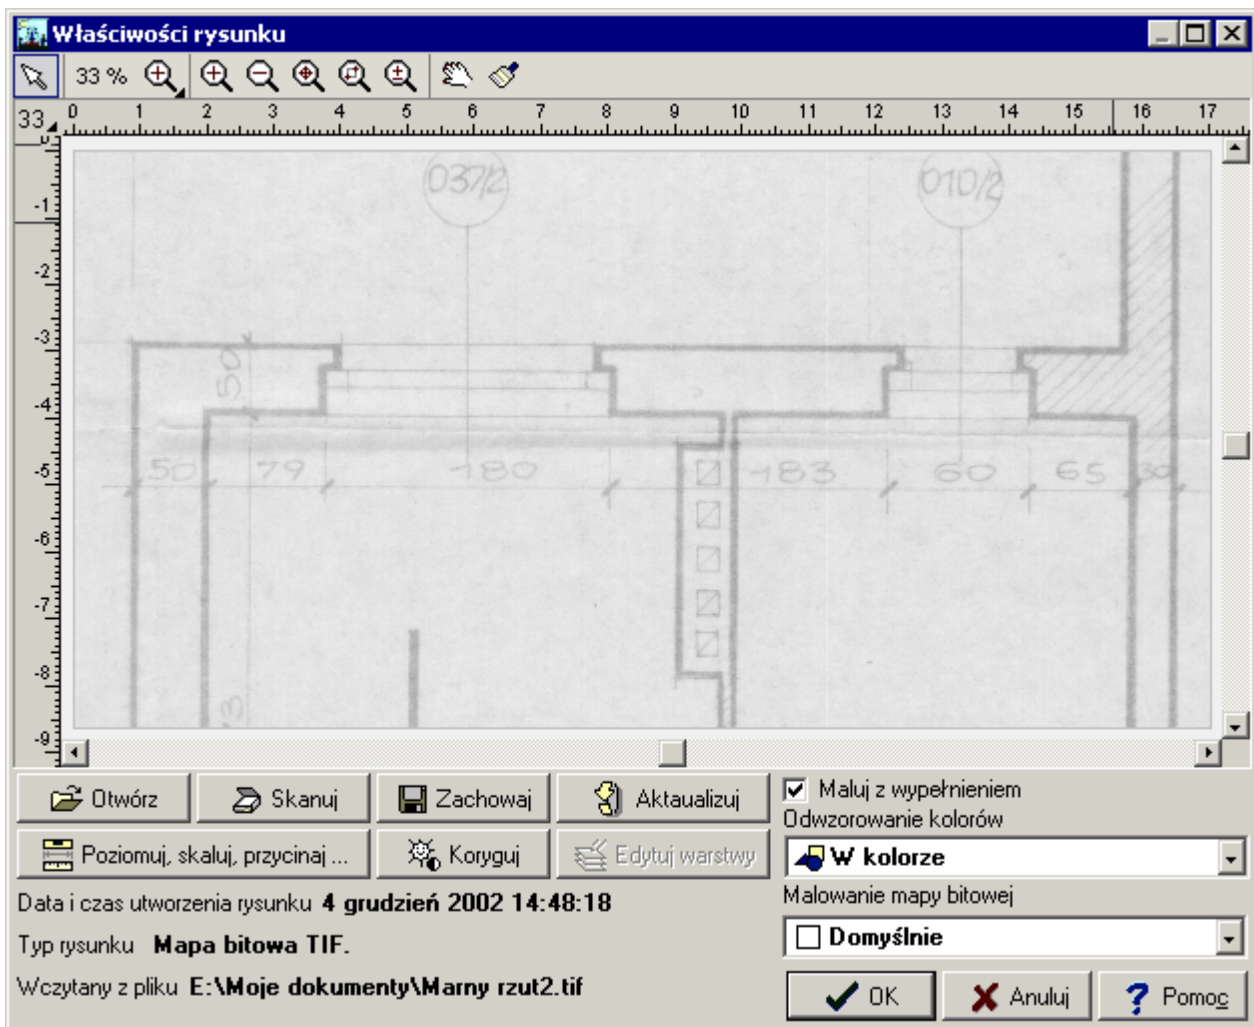 Właściwości rysunku
33 %
33 0 1 2 3 4 5 6 7 8 9 10 11 12 13 14 15 16 17
0
-1
-2
-3
-4
-5
-6
-7
-8
-9
037/2 010/2
50
50 79 180 183 60 65 30
Otwórz Skanuj Zachowaj Aktaualizuj
Poziomuj, skaluj, przycinaj ... Koryguj Edytuj warstwy
Maluj z wypełnieniem
Odwzorowanie kolorów
W kolorze
Malowanie mapy bitowej
Domyślnie
Data i czas utworzenia rysunku 4 grudzień 2002 14:48:18
Typ rysunku Mapa bitowa TIF.
Wczytany z pliku E:\Moje dokumenty\Marny rzut2.tif
OK Anuluj Pomoc